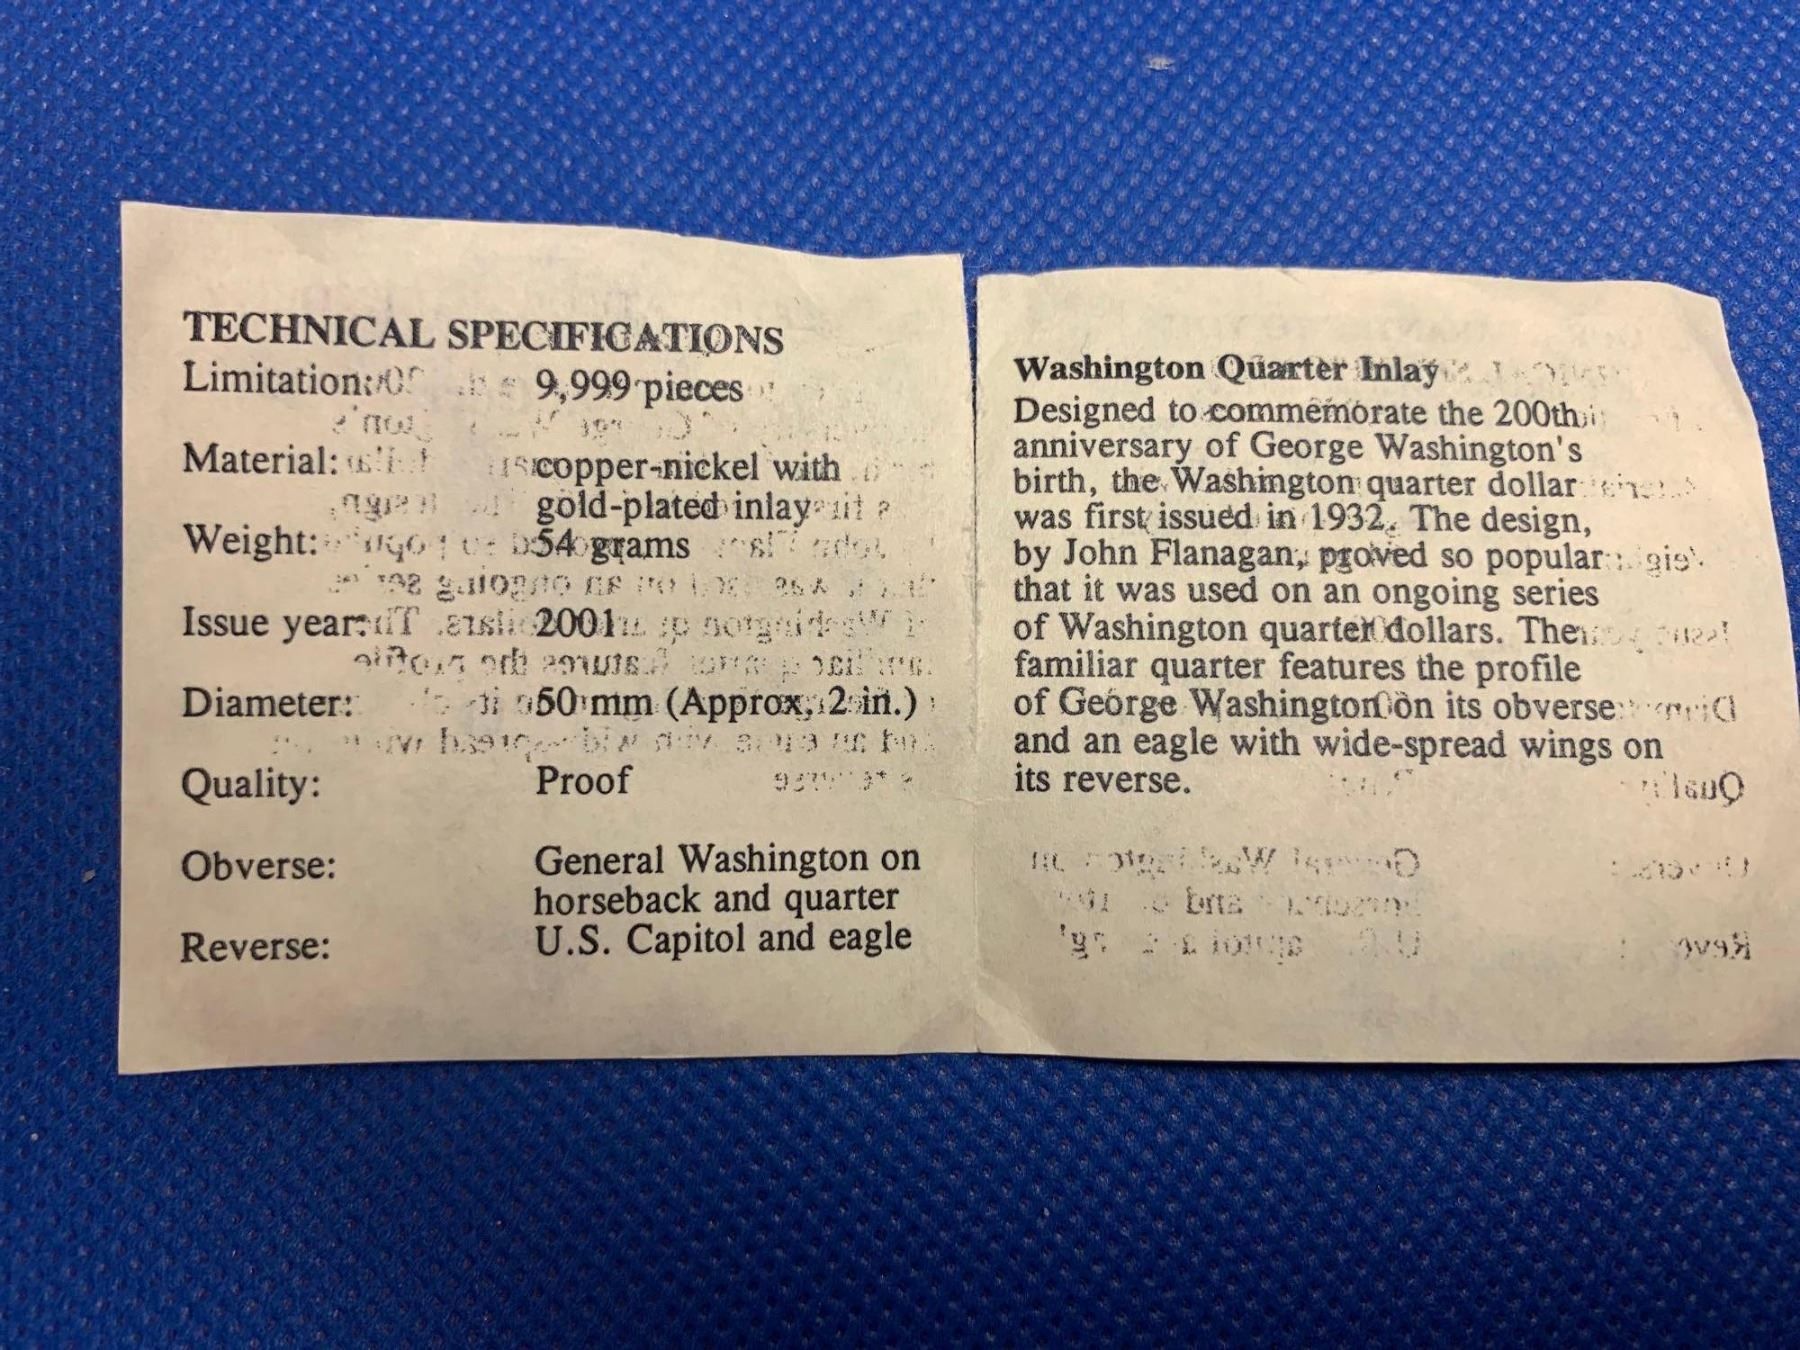 TECHNICAL SPECIFICATIONS
Limitation: 9,999 pieces
Material: copper-nickel with
gold-plated inlay
Weight: 54 grams
Issue year: 2001
Diameter: 50 mm (Approx. 2 in.)
Quality: Proof
Obverse: General Washington on
horseback and quarter
Reverse: U.S. Capitol and eagle
Washington Quarter Inlay
Designed to commemorate the 200th
anniversary of George Washington's
birth, the Washington quarter dollar
was first issued in 1932. The design,
by John Flanagan, proved so popular
that it was used on an ongoing series
of Washington quarter dollars. The
familiar quarter features the profile
of George Washington on its obverse
and an eagle with wide-spread wings on
its reverse.